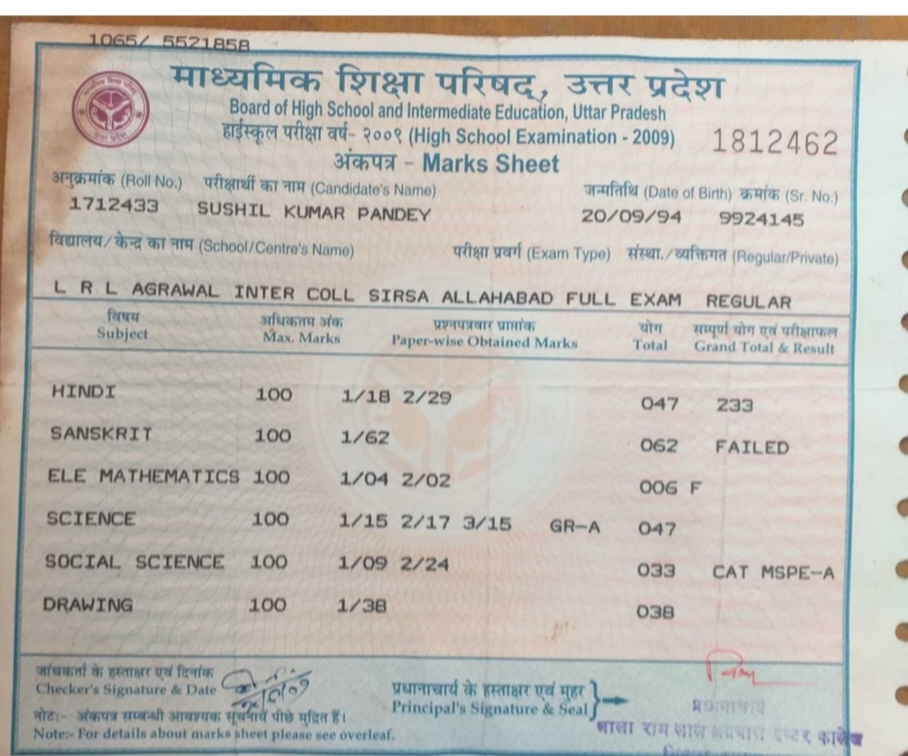 1065/ 5521858
माध्यमिक शिक्षा परिषद्, उत्तर प्रदेश
Board of High School and Intermediate Education, Uttar Pradesh
हाईस्कूल परीक्षा वर्ष- २००९ (High School Examination - 2009) 1812462
अंकपत्र - Marks Sheet
अनुक्रमांक (Roll No.) परीक्षार्थी का नाम (Candidate's Name) जन्मतिथि (Date of Birth) क्रमांक (Sr. No.)
1712433 SUSHIL KUMAR PANDEY 20/09/94 9924145
विद्यालय/केन्द्र का नाम (School/Centre's Name) परीक्षा प्रवर्ग (Exam Type) संस्था./व्यक्तिगत (Regular/Private)
L R L AGRAWAL INTER COLL SIRSA ALLAHABAD FULL EXAM REGULAR
विषय अधिकतम अंक प्रश्नपत्रवार प्राप्तांक योग सम्पूर्ण योग एवं परीक्षाफल
Subject Max. Marks Paper-wise Obtained Marks Total Grand Total & Result
HINDI 100 1/18 2/29 047 233
SANSKRIT 100 1/62 062 FAILED
ELE MATHEMATICS 100 1/04 2/02 006 F
SCIENCE 100 1/15 2/17 3/15 GR-A 047
SOCIAL SCIENCE 100 1/09 2/24 033 CAT MSPE-A
DRAWING 100 1/38 038
जांचकर्ता के हस्ताक्षर एवं दिनांक
Checker's Signature & Date
प्रधानाचार्य के हस्ताक्षर एवं मुहर
Principal's Signature & Seal
नोट:- अंकपत्र सम्बन्धी आवश्यक सूचनायें पीछे मुद्रित हैं।
Note:- For details about marks sheet please see overleaf.
प्रधानाचार्य
लाला राम लाल अग्रवाल इण्टर कालेज